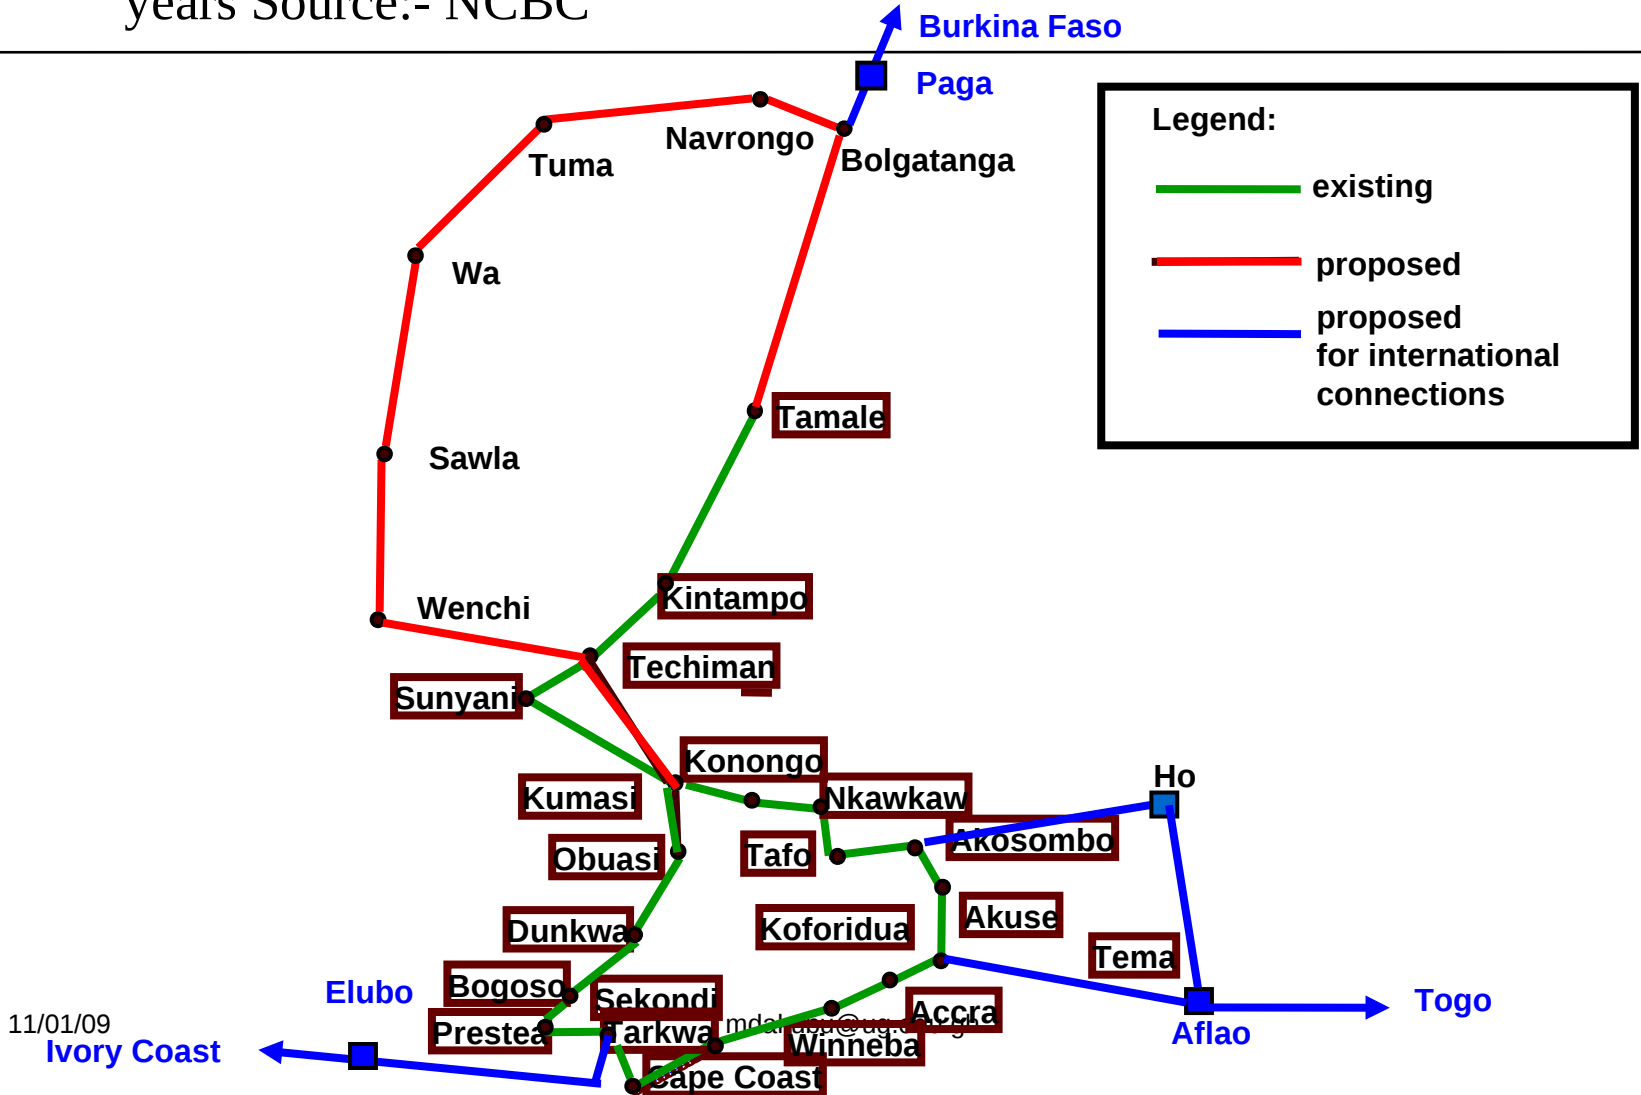 years Source:- NCBC
Burkina Faso
Paga
Legend:
Navrongo
Tuma
Bolgatanga
existing
Wa
proposed
proposed
for international
connections
Tamale
Sawla
Kintampo
Wenchi
Techiman
Sunyani
Konongo
Ho
Kumasi
Nkawkaw
Akosombo
Obuasi
Tafo
Akuse
Koforidua
Dunkwa
Tema
Bogoso
Elubo
Sekondi
Togo
Accra
11/01/09
Prestea
Tarkwa
Aflao
Winneba
Ivory Coast
Cape Coast